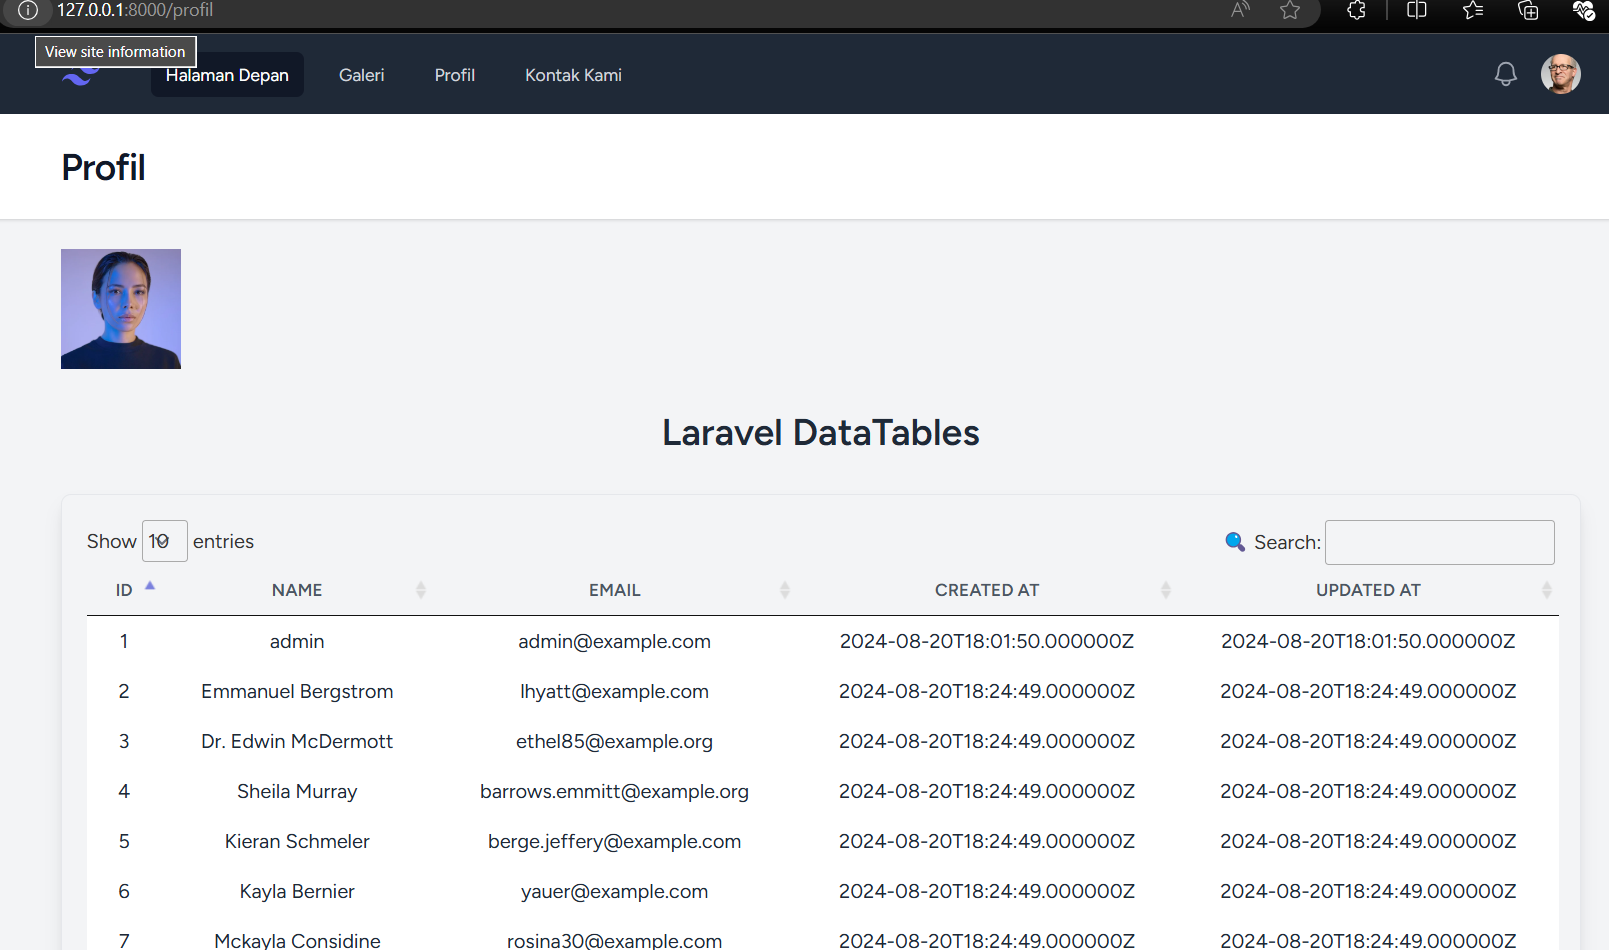 127.0.0.1:8000/profil
View site information
Halaman Depan Galeri Profil Kontak Kami
Profil
Laravel DataTables
Show 10 entries Search:
ID NAME EMAIL CREATED AT UPDATED AT
1 admin admin@example.com 2024-08-20T18:01:50.000000Z 2024-08-20T18:01:50.000000Z
2 Emmanuel Bergstrom lhyatt@example.com 2024-08-20T18:24:49.000000Z 2024-08-20T18:24:49.000000Z
3 Dr. Edwin McDermott ethel85@example.org 2024-08-20T18:24:49.000000Z 2024-08-20T18:24:49.000000Z
4 Sheila Murray barrows.emmitt@example.org 2024-08-20T18:24:49.000000Z 2024-08-20T18:24:49.000000Z
5 Kieran Schmeler berge.jeffery@example.com 2024-08-20T18:24:49.000000Z 2024-08-20T18:24:49.000000Z
6 Kayla Bernier yauer@example.com 2024-08-20T18:24:49.000000Z 2024-08-20T18:24:49.000000Z
7 Mckayla Considine rosina30@example.com 2024-08-20T18:24:49.000000Z 2024-08-20T18:24:49.000000Z